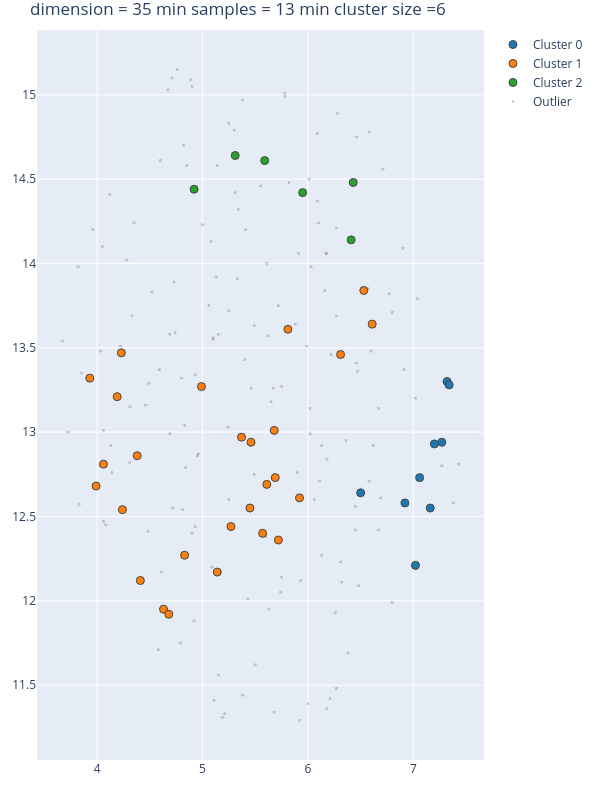 dimension = 35 min samples = 13 min cluster size =6
Cluster 0
Cluster 1
Cluster 2
Outlier
15
14.5
14
13.5
13
12.5
12
11.5
4
5
6
7